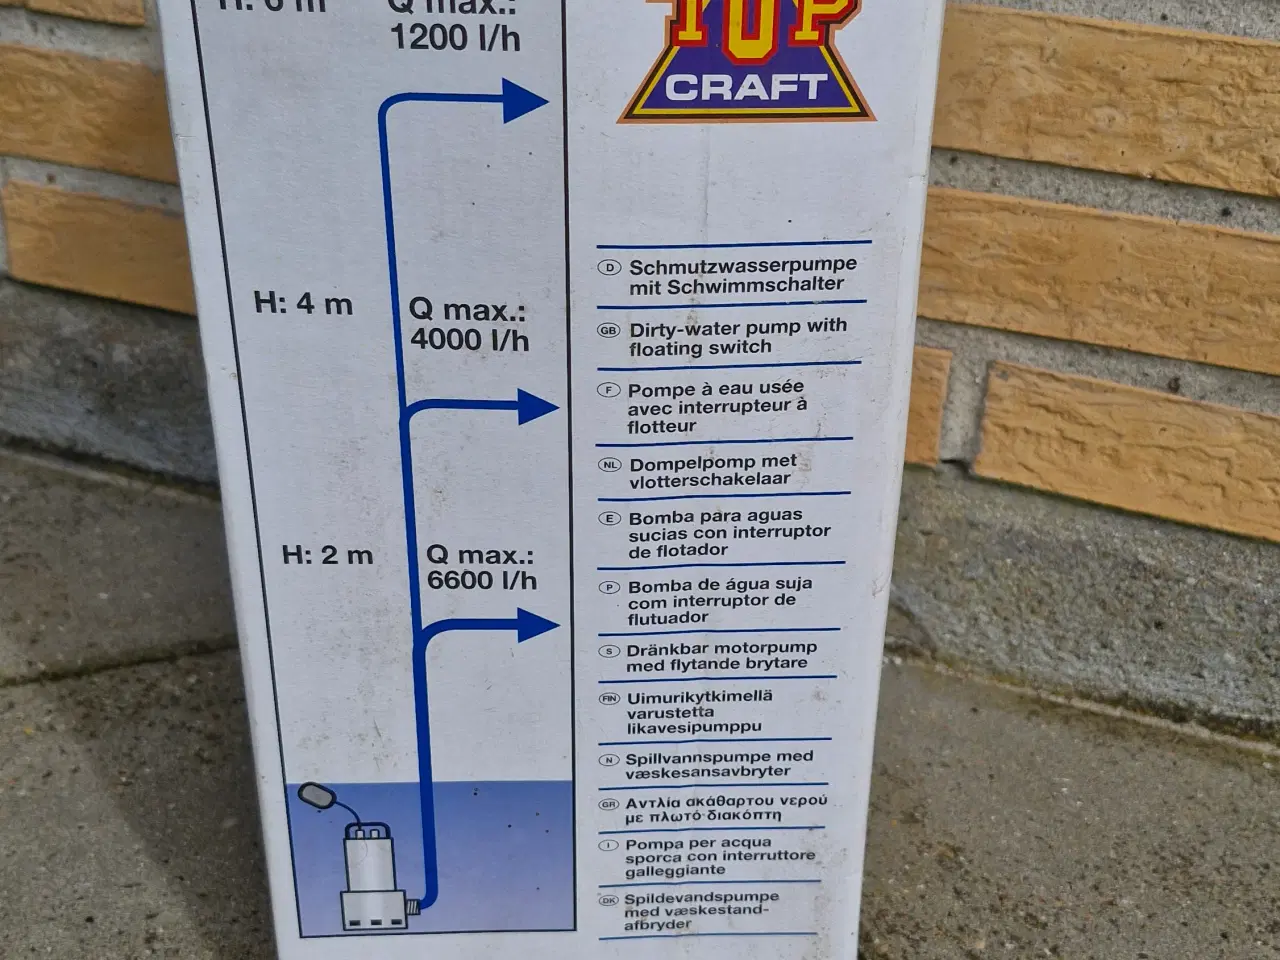 H: 6 m
Q max.:
1200 l/h
TOP
CRAFT
H: 4 m
Q max.:
4000 l/h
H: 2 m
Q max.:
6600 l/h
D Schmutzwasserpumpe
mit Schwimmschalter
GB Dirty-water pump with
floating switch
F Pompe à eau usée
avec interrupteur à
flotteur
NL Dompelpomp met
vlotterschakelaar
E Bomba para aguas
sucias con interruptor
de flotador
P Bomba de água suja
com interruptor de
flutuador
S Dränkbar motorpump
med flytande brytare
FIN Uimurikytkimellä
varustetta
likavesipumppu
N Spillvannspumpe med
væskesansavbryter
GR Αντλία ακάθαρτου νερού
με πλωτό διακόπτη
I Pompa per acqua
sporca con interruttore
galleggiante
DK Spildevandspumpe
med væskestand-
afbryder